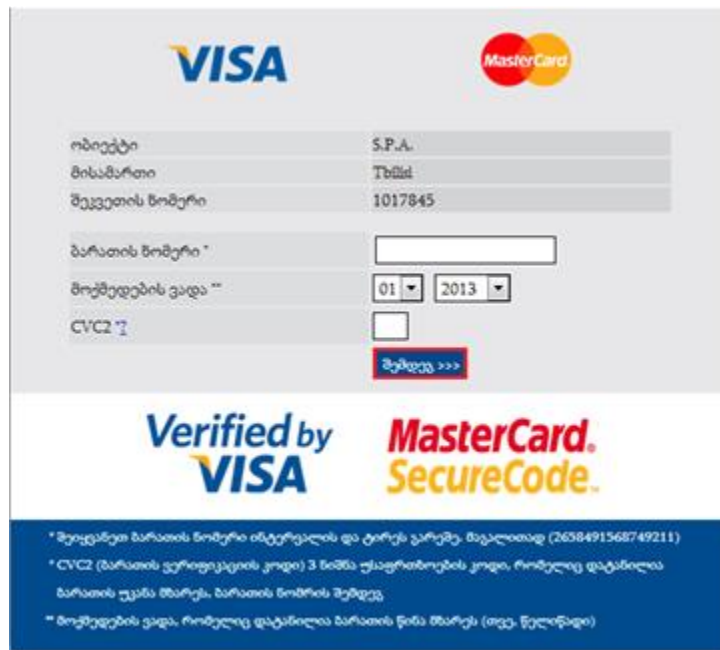 VISA MasterCard
ობიექტი S.P.A.
მისამართი Tbilisi
შეკვეთის ნომერი 1017845
ბარათის ნომერი *
მოქმედების ვადა ** 01 2013
CVC2 *?
შემდეგ >>>
Verified by MasterCard.
VISA SecureCode.
* შეიყვანეთ ბარათის ნომერი ინტერვალის და ტირეს გარეშე. მაგალითად (2658491568749211)
* CVC2 (ბარათის ვერიფიკაციის კოდი) 3 ნიშნა უსაფრთხოების კოდი, რომელიც დატანილია
ბარათის უკანა მხარეს, ბარათის ნომრის შემდეგ
** მოქმედების ვადა, რომელიც დატანილია ბარათის წინა მხარეს (თვე, წელიწადი)